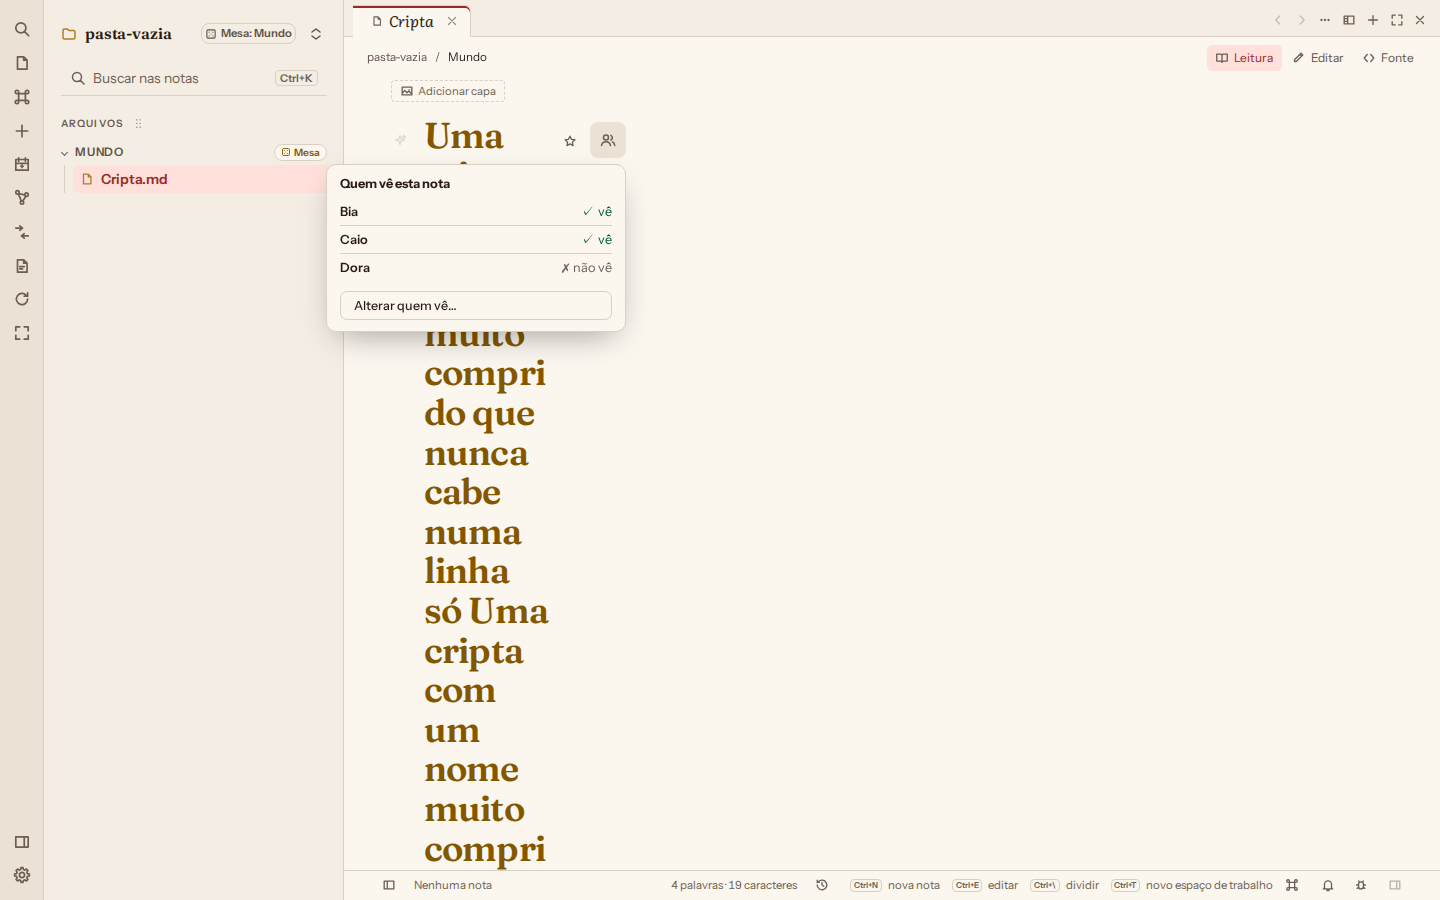 pasta-vazia
Mesa: Mundo
Buscar nas notas
Ctrl+K
ARQUIVOS
MUNDO
Mesa
Cripta.md
Cripta
pasta-vazia / Mundo
Leitura
Editar
Fonte
Adicionar capa
Uma
Quem vê esta nota
Bia ✓ vê
Caio ✓ vê
Dora ✗ não vê
Alterar quem vê...
muito
compri
do que
nunca
cabe
numa
linha
só Uma
cripta
com
um
nome
muito
compri
Nenhuma nota
4 palavras · 19 caracteres
Ctrl+N nova nota
Ctrl+E editar
Ctrl+\ dividir
Ctrl+T novo espaço de trabalho